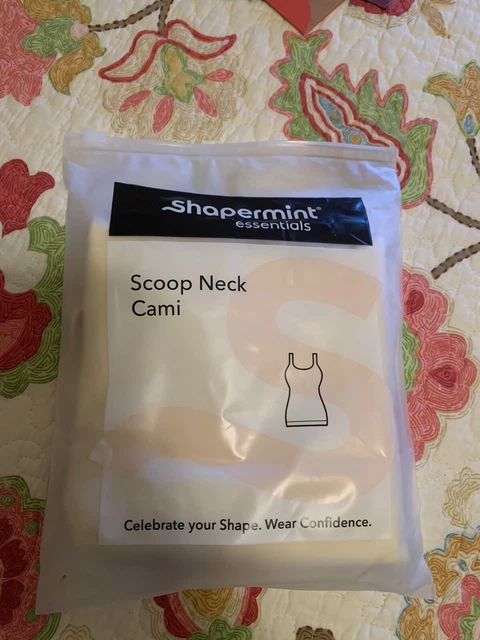 Shapermint®
essentials
Scoop Neck
Cami
Celebrate your Shape. Wear Confidence.